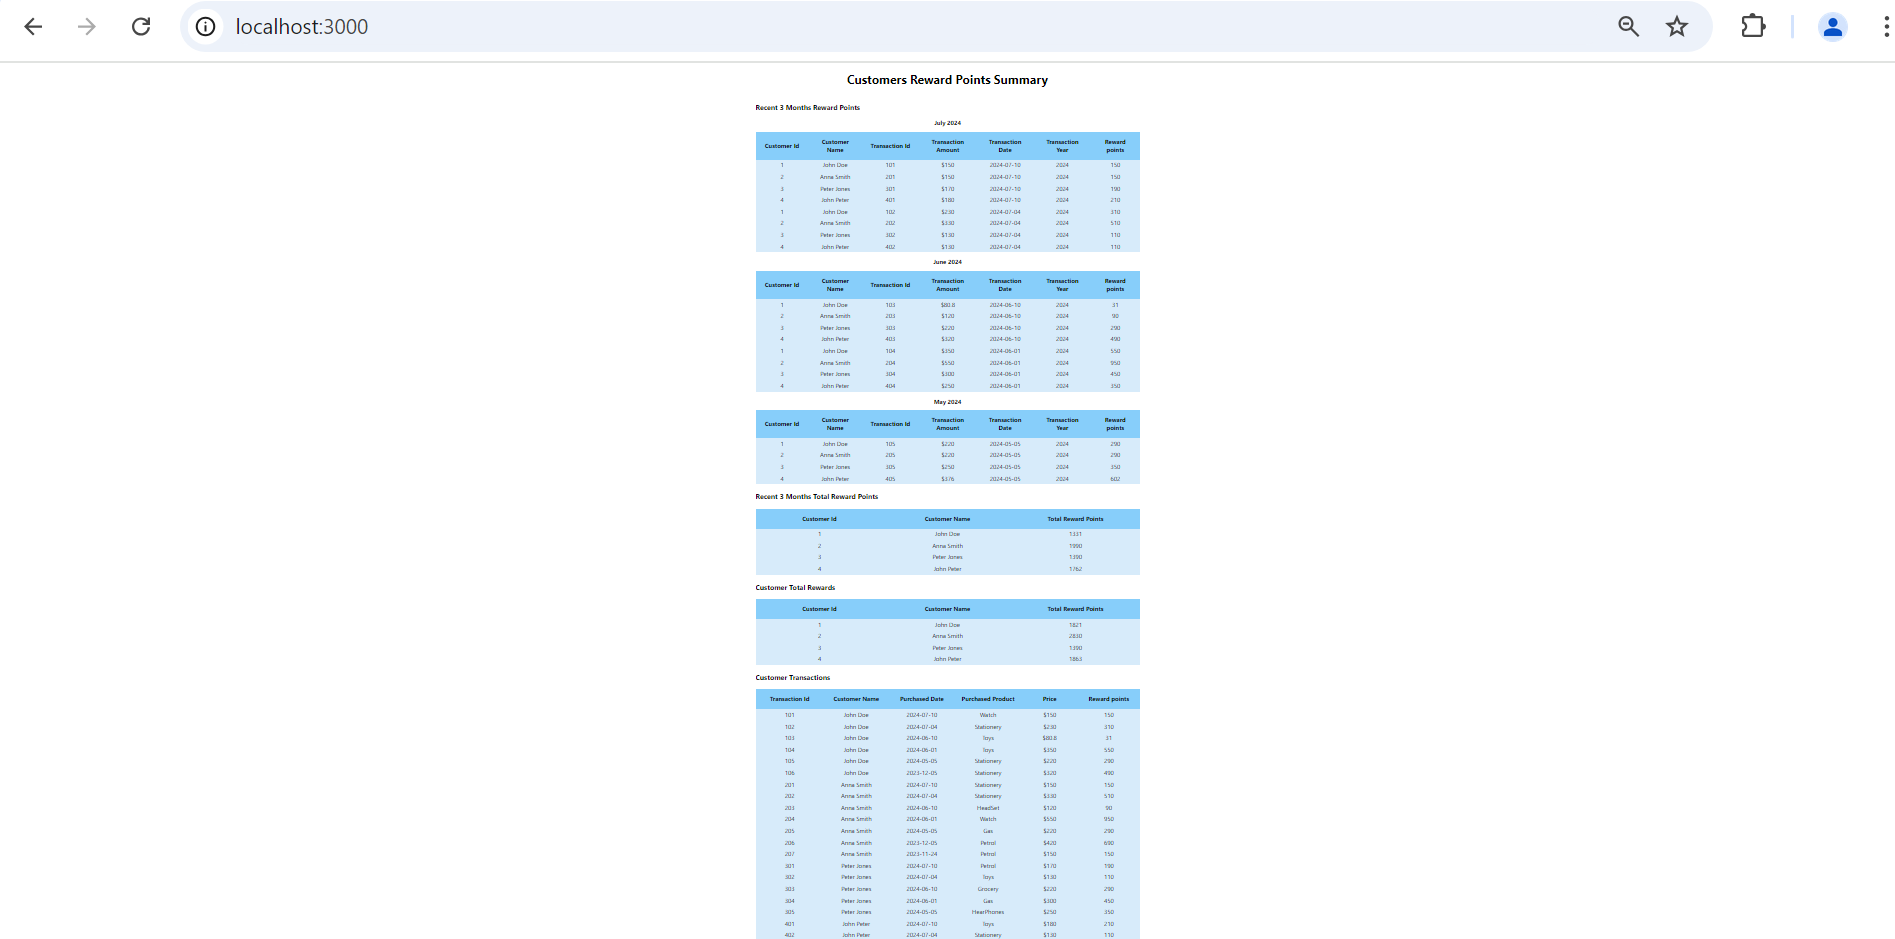 localhost:3000
Customers Reward Points Summary
Recent 3 Months Reward Points
July 2024
Customer Id Customer Name Transaction Id Transaction Amount Transaction Date Transaction Year Reward points
1 John Doe 101 $150 2024-07-10 2024 150
2 Anna Smith 201 $150 2024-07-10 2024 150
3 Peter Jones 301 $170 2024-07-10 2024 190
4 John Peter 401 $180 2024-07-10 2024 210
1 John Doe 102 $230 2024-07-04 2024 310
2 Anna Smith 202 $330 2024-07-04 2024 510
3 Peter Jones 302 $130 2024-07-04 2024 110
4 John Peter 402 $130 2024-07-04 2024 110
June 2024
Customer Id Customer Name Transaction Id Transaction Amount Transaction Date Transaction Year Reward points
1 John Doe 103 $80.8 2024-06-10 2024 31
2 Anna Smith 203 $120 2024-06-10 2024 90
3 Peter Jones 303 $220 2024-06-10 2024 290
4 John Peter 403 $320 2024-06-10 2024 490
1 John Doe 104 $350 2024-06-01 2024 550
2 Anna Smith 204 $550 2024-06-01 2024 950
3 Peter Jones 304 $300 2024-06-01 2024 450
4 John Peter 404 $250 2024-06-01 2024 350
May 2024
Customer Id Customer Name Transaction Id Transaction Amount Transaction Date Transaction Year Reward points
1 John Doe 105 $220 2024-05-05 2024 290
2 Anna Smith 205 $220 2024-05-05 2024 290
3 Peter Jones 305 $250 2024-05-05 2024 350
4 John Peter 405 $376 2024-05-05 2024 602
Recent 3 Months Total Reward Points
Customer Id Customer Name Total Reward Points
1 John Doe 1331
2 Anna Smith 1990
3 Peter Jones 1390
4 John Peter 1762
Customer Total Rewards
Customer Id Customer Name Total Reward Points
1 John Doe 1821
2 Anna Smith 2830
3 Peter Jones 1390
4 John Peter 1863
Customer Transactions
Transaction Id Customer Name Purchased Date Purchased Product Price Reward points
101 John Doe 2024-07-10 Watch $150 150
102 John Doe 2024-07-04 Stationery $230 310
103 John Doe 2024-06-10 Toys $80.8 31
104 John Doe 2024-06-01 Toys $350 550
105 John Doe 2024-05-05 Stationery $220 290
106 John Doe 2023-12-05 Stationery $320 490
201 Anna Smith 2024-07-10 Stationery $150 150
202 Anna Smith 2024-07-04 Stationery $330 510
203 Anna Smith 2024-06-10 HeadSet $120 90
204 Anna Smith 2024-06-01 Watch $550 950
205 Anna Smith 2024-05-05 Gas $220 290
206 Anna Smith 2023-12-05 Petrol $420 690
207 Anna Smith 2023-11-24 Petrol $150 150
301 Peter Jones 2024-07-10 Petrol $170 190
302 Peter Jones 2024-07-04 Toys $130 110
303 Peter Jones 2024-06-10 Grocery $220 290
304 Peter Jones 2024-06-01 Gas $300 450
305 Peter Jones 2024-05-05 HearPhones $250 350
401 John Peter 2024-07-10 Toys $180 210
402 John Peter 2024-07-04 Stationery $130 110